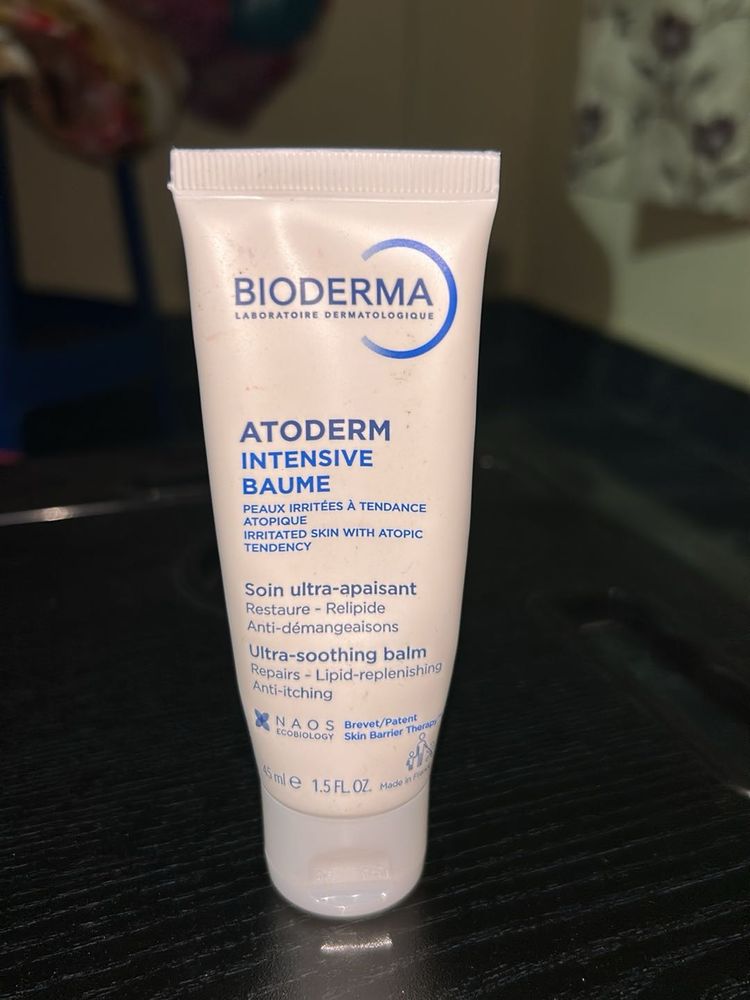 BIODERMA
LABORATOIRE DERMATOLOGIQUE
ATODERM
INTENSIVE
BAUME
PEAUX IRRITÉES À TENDANCE
ATOPIQUE
IRRITATED SKIN WITH ATOPIC
TENDENCY
Soin ultra-apaisant
Restaure - Relipide
Anti-démangeaisons
Ultra-soothing balm
Repairs - Lipid-replenishing
Anti-itching
NAOS
ECOBIOLOGY
Brevet/Patent
Skin Barrier Therapy
45 ml e 1.5 FL. OZ. Made in